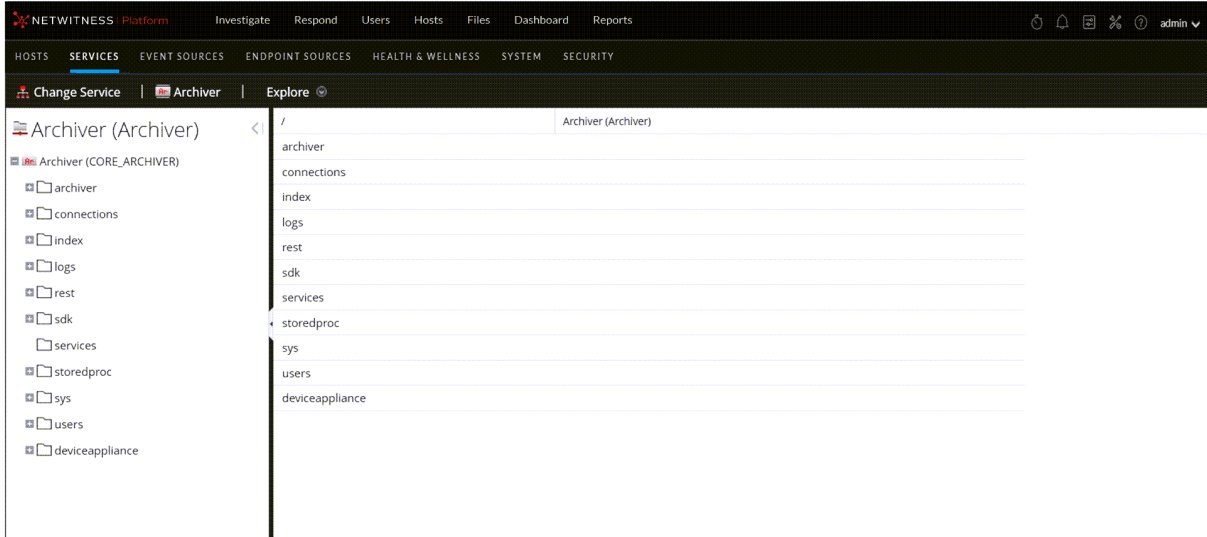 NETWITNESS Platform Investigate Respond Users Hosts Files Dashboard Reports admin
HOSTS SERVICES EVENT SOURCES ENDPOINT SOURCES HEALTH & WELLNESS SYSTEM SECURITY
Change Service | Ar Archiver | Explore
Archiver (Archiver)
Archiver (CORE_ARCHIVER)
archiver
connections
index
logs
rest
sdk
services
storedproc
sys
users
deviceappliance
/ Archiver (Archiver)
archiver
connections
index
logs
rest
sdk
services
storedproc
sys
users
deviceappliance